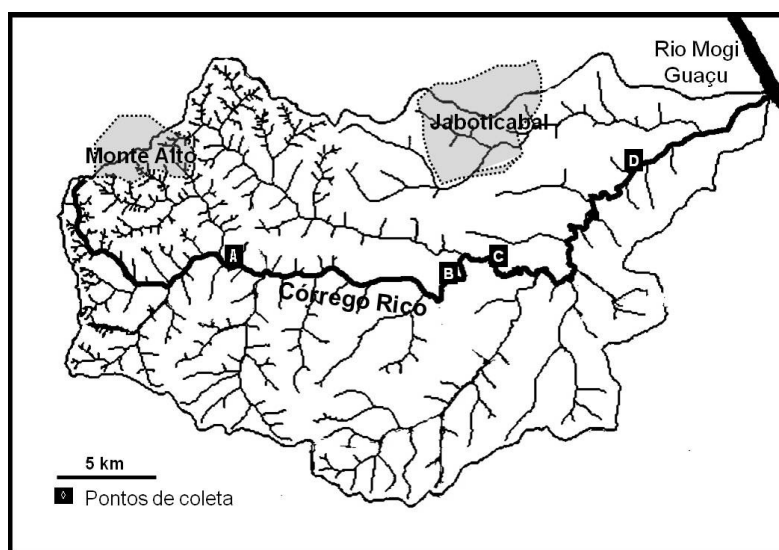 Rio Mogi
Guaçu
Jaboticabal
Monte Alto
D
A
C
B
Córrego Rico
5 km
Pontos de coleta